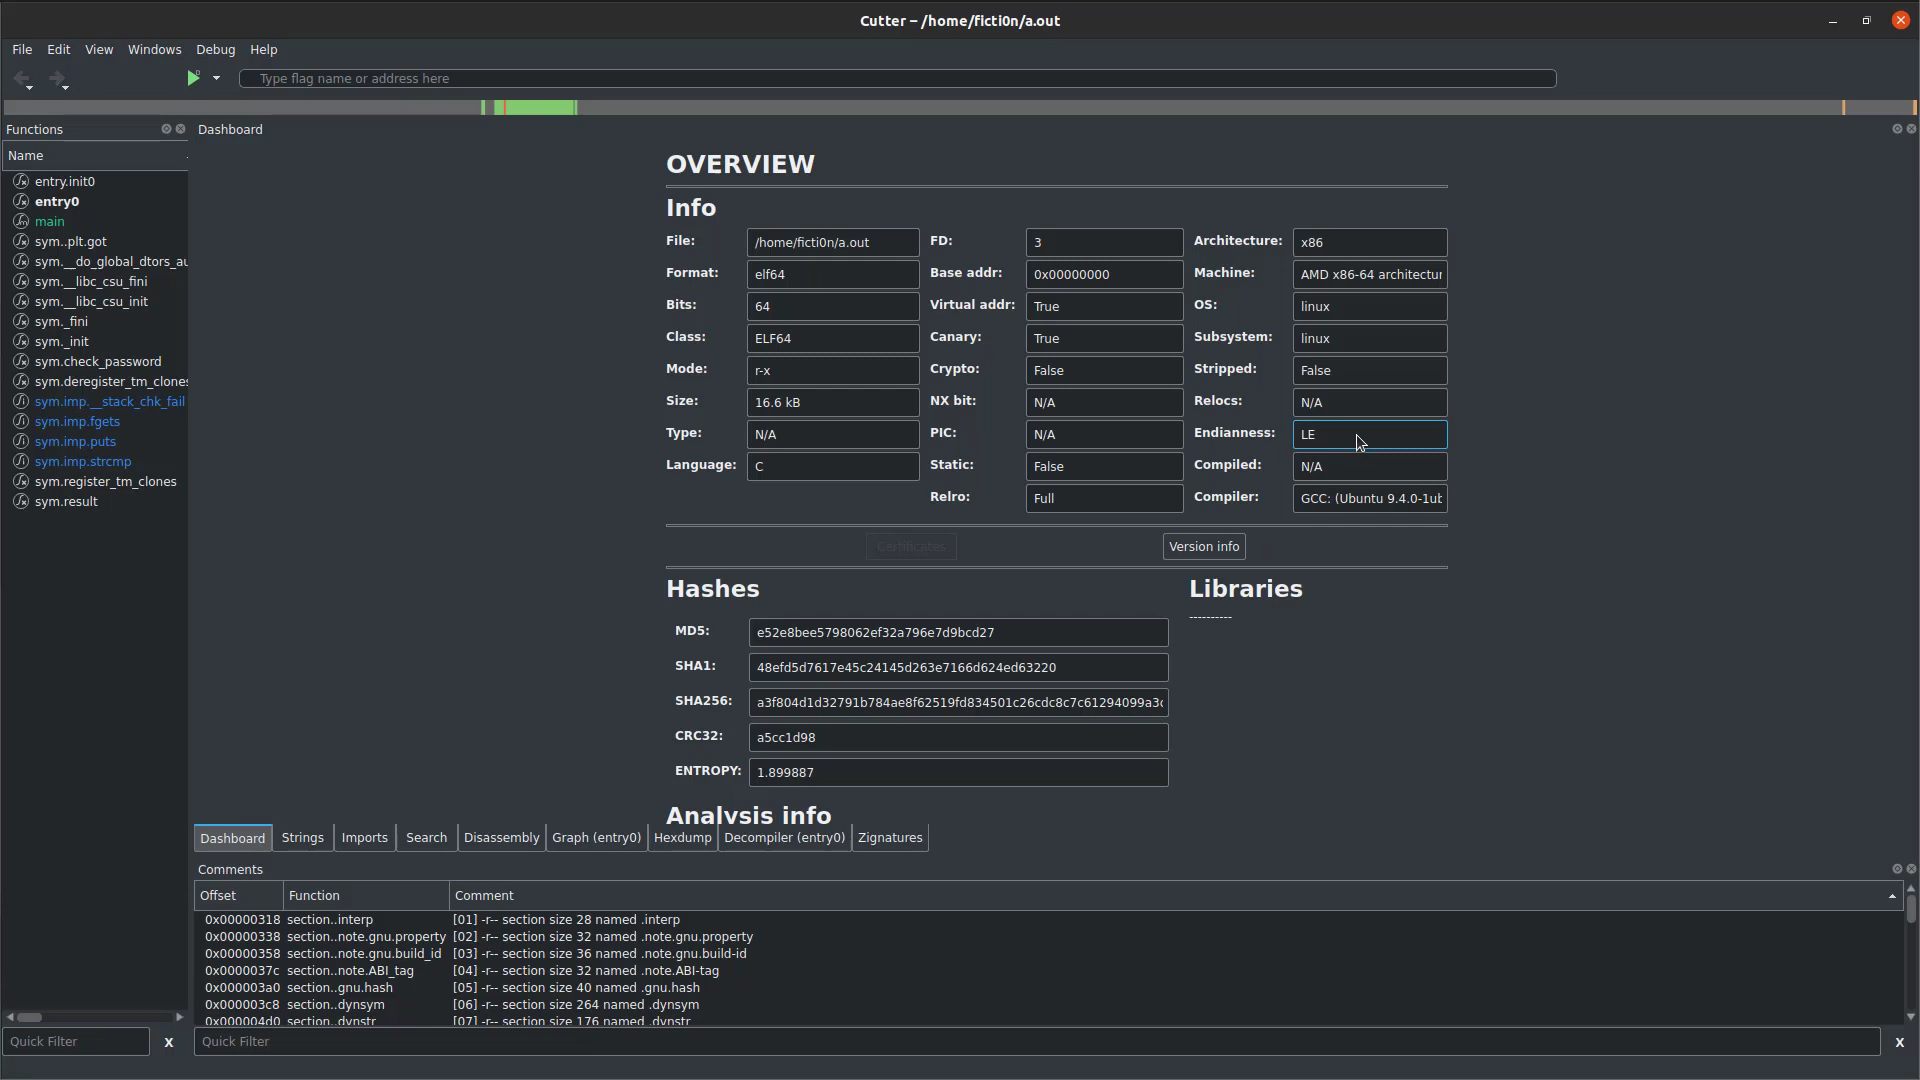 Cutter – /home/ficti0n/a.out
File Edit View Windows Debug Help
Type flag name or address here
Functions
Name
entry.init0
entry0
main
sym..plt.got
sym.__do_global_dtors_au
sym.__libc_csu_fini
sym.__libc_csu_init
sym._fini
sym._init
sym.check_password
sym.deregister_tm_clones
sym.imp.__stack_chk_fail
sym.imp.fgets
sym.imp.puts
sym.imp.strcmp
sym.register_tm_clones
sym.result
Quick Filter X
Dashboard
OVERVIEW
Info
File: /home/ficti0n/a.out FD: 3 Architecture: x86
Format: elf64 Base addr: 0x00000000 Machine: AMD x86-64 architectur
Bits: 64 Virtual addr: True OS: linux
Class: ELF64 Canary: True Subsystem: linux
Mode: r-x Crypto: False Stripped: False
Size: 16.6 kB NX bit: N/A Relocs: N/A
Type: N/A PIC: N/A Endianness: LE
Language: C Static: False Compiled: N/A
Relro: Full Compiler: GCC: (Ubuntu 9.4.0-1ub
Certificates Version info
Hashes
MD5: e52e8bee5798062ef32a796e7d9bcd27
SHA1: 48efd5d7617e45c24145d263e7166d624ed63220
SHA256: a3f804d1d32791b784ae8f62519fd834501c26cdc8c7c61294099a3c
CRC32: a5cc1d98
ENTROPY: 1.899887
Libraries
----------
Analysis info
Dashboard Strings Imports Search Disassembly Graph (entry0) Hexdump Decompiler (entry0) Zignatures
Comments
Offset Function Comment
0x00000318 section..interp [01] -r-- section size 28 named .interp
0x00000338 section..note.gnu.property [02] -r-- section size 32 named .note.gnu.property
0x00000358 section..note.gnu.build_id [03] -r-- section size 36 named .note.gnu.build-id
0x0000037c section..note.ABI_tag [04] -r-- section size 32 named .note.ABI-tag
0x000003a0 section..gnu.hash [05] -r-- section size 40 named .gnu.hash
0x000003c8 section..dynsym [06] -r-- section size 264 named .dynsym
0x000004d0 section..dynstr [07] -r-- section size 176 named .dynstr
Quick Filter X